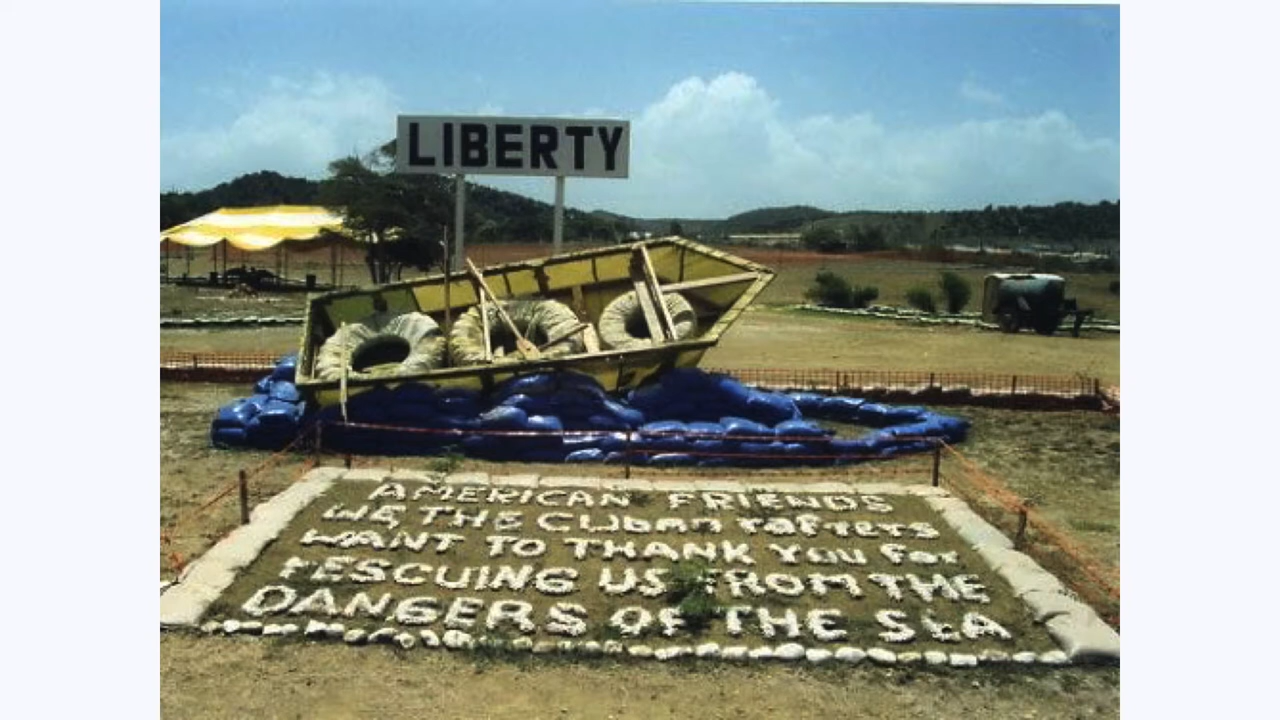 LIBERTY
AMERICAN FRIENDS
WE, THE CUban rafters
WANT TO THANK YOU for
rESCUING US FROM THE
DANGERS OF THE SEA